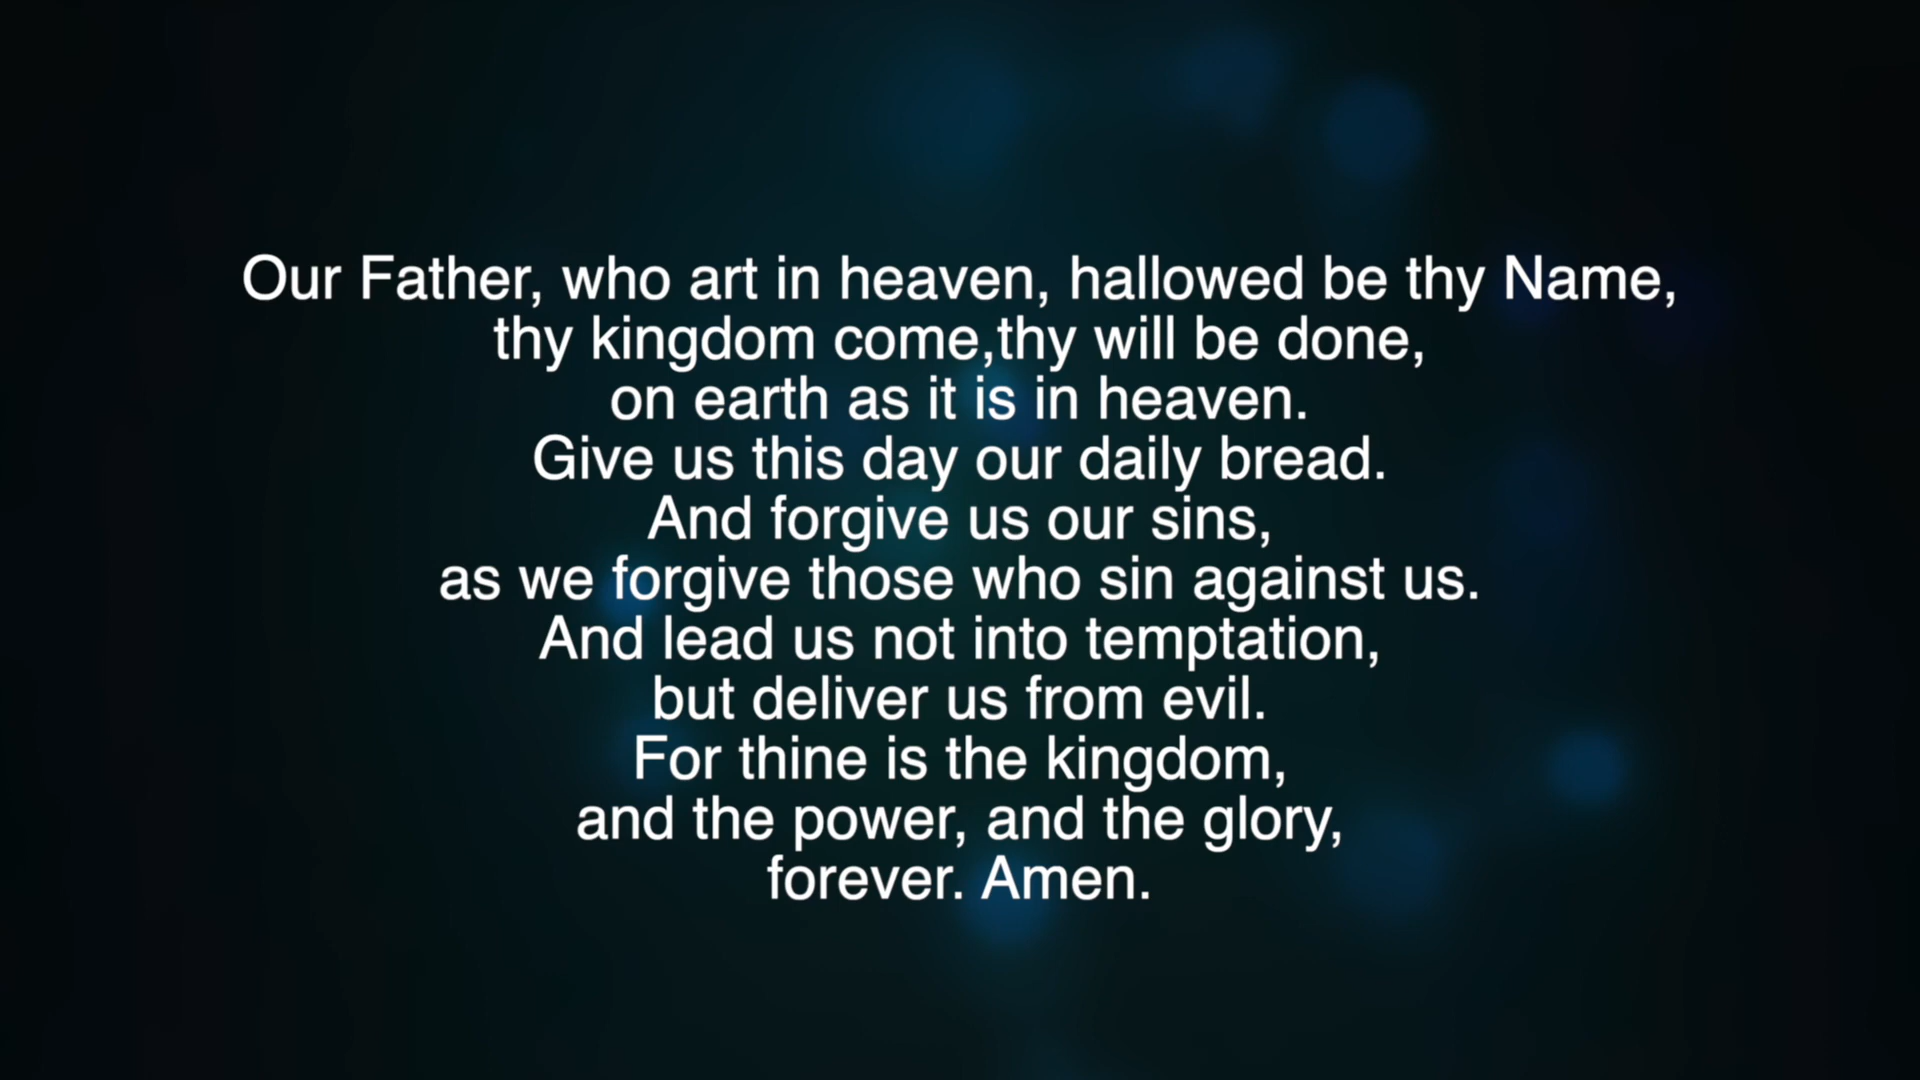 Our Father, who art in heaven, hallowed be thy Name,
thy kingdom come,thy will be done,
on earth as it is in heaven.
Give us this day our daily bread.
And forgive us our sins,
as we forgive those who sin against us.
And lead us not into temptation,
but deliver us from evil.
For thine is the kingdom,
and the power, and the glory,
forever. Amen.